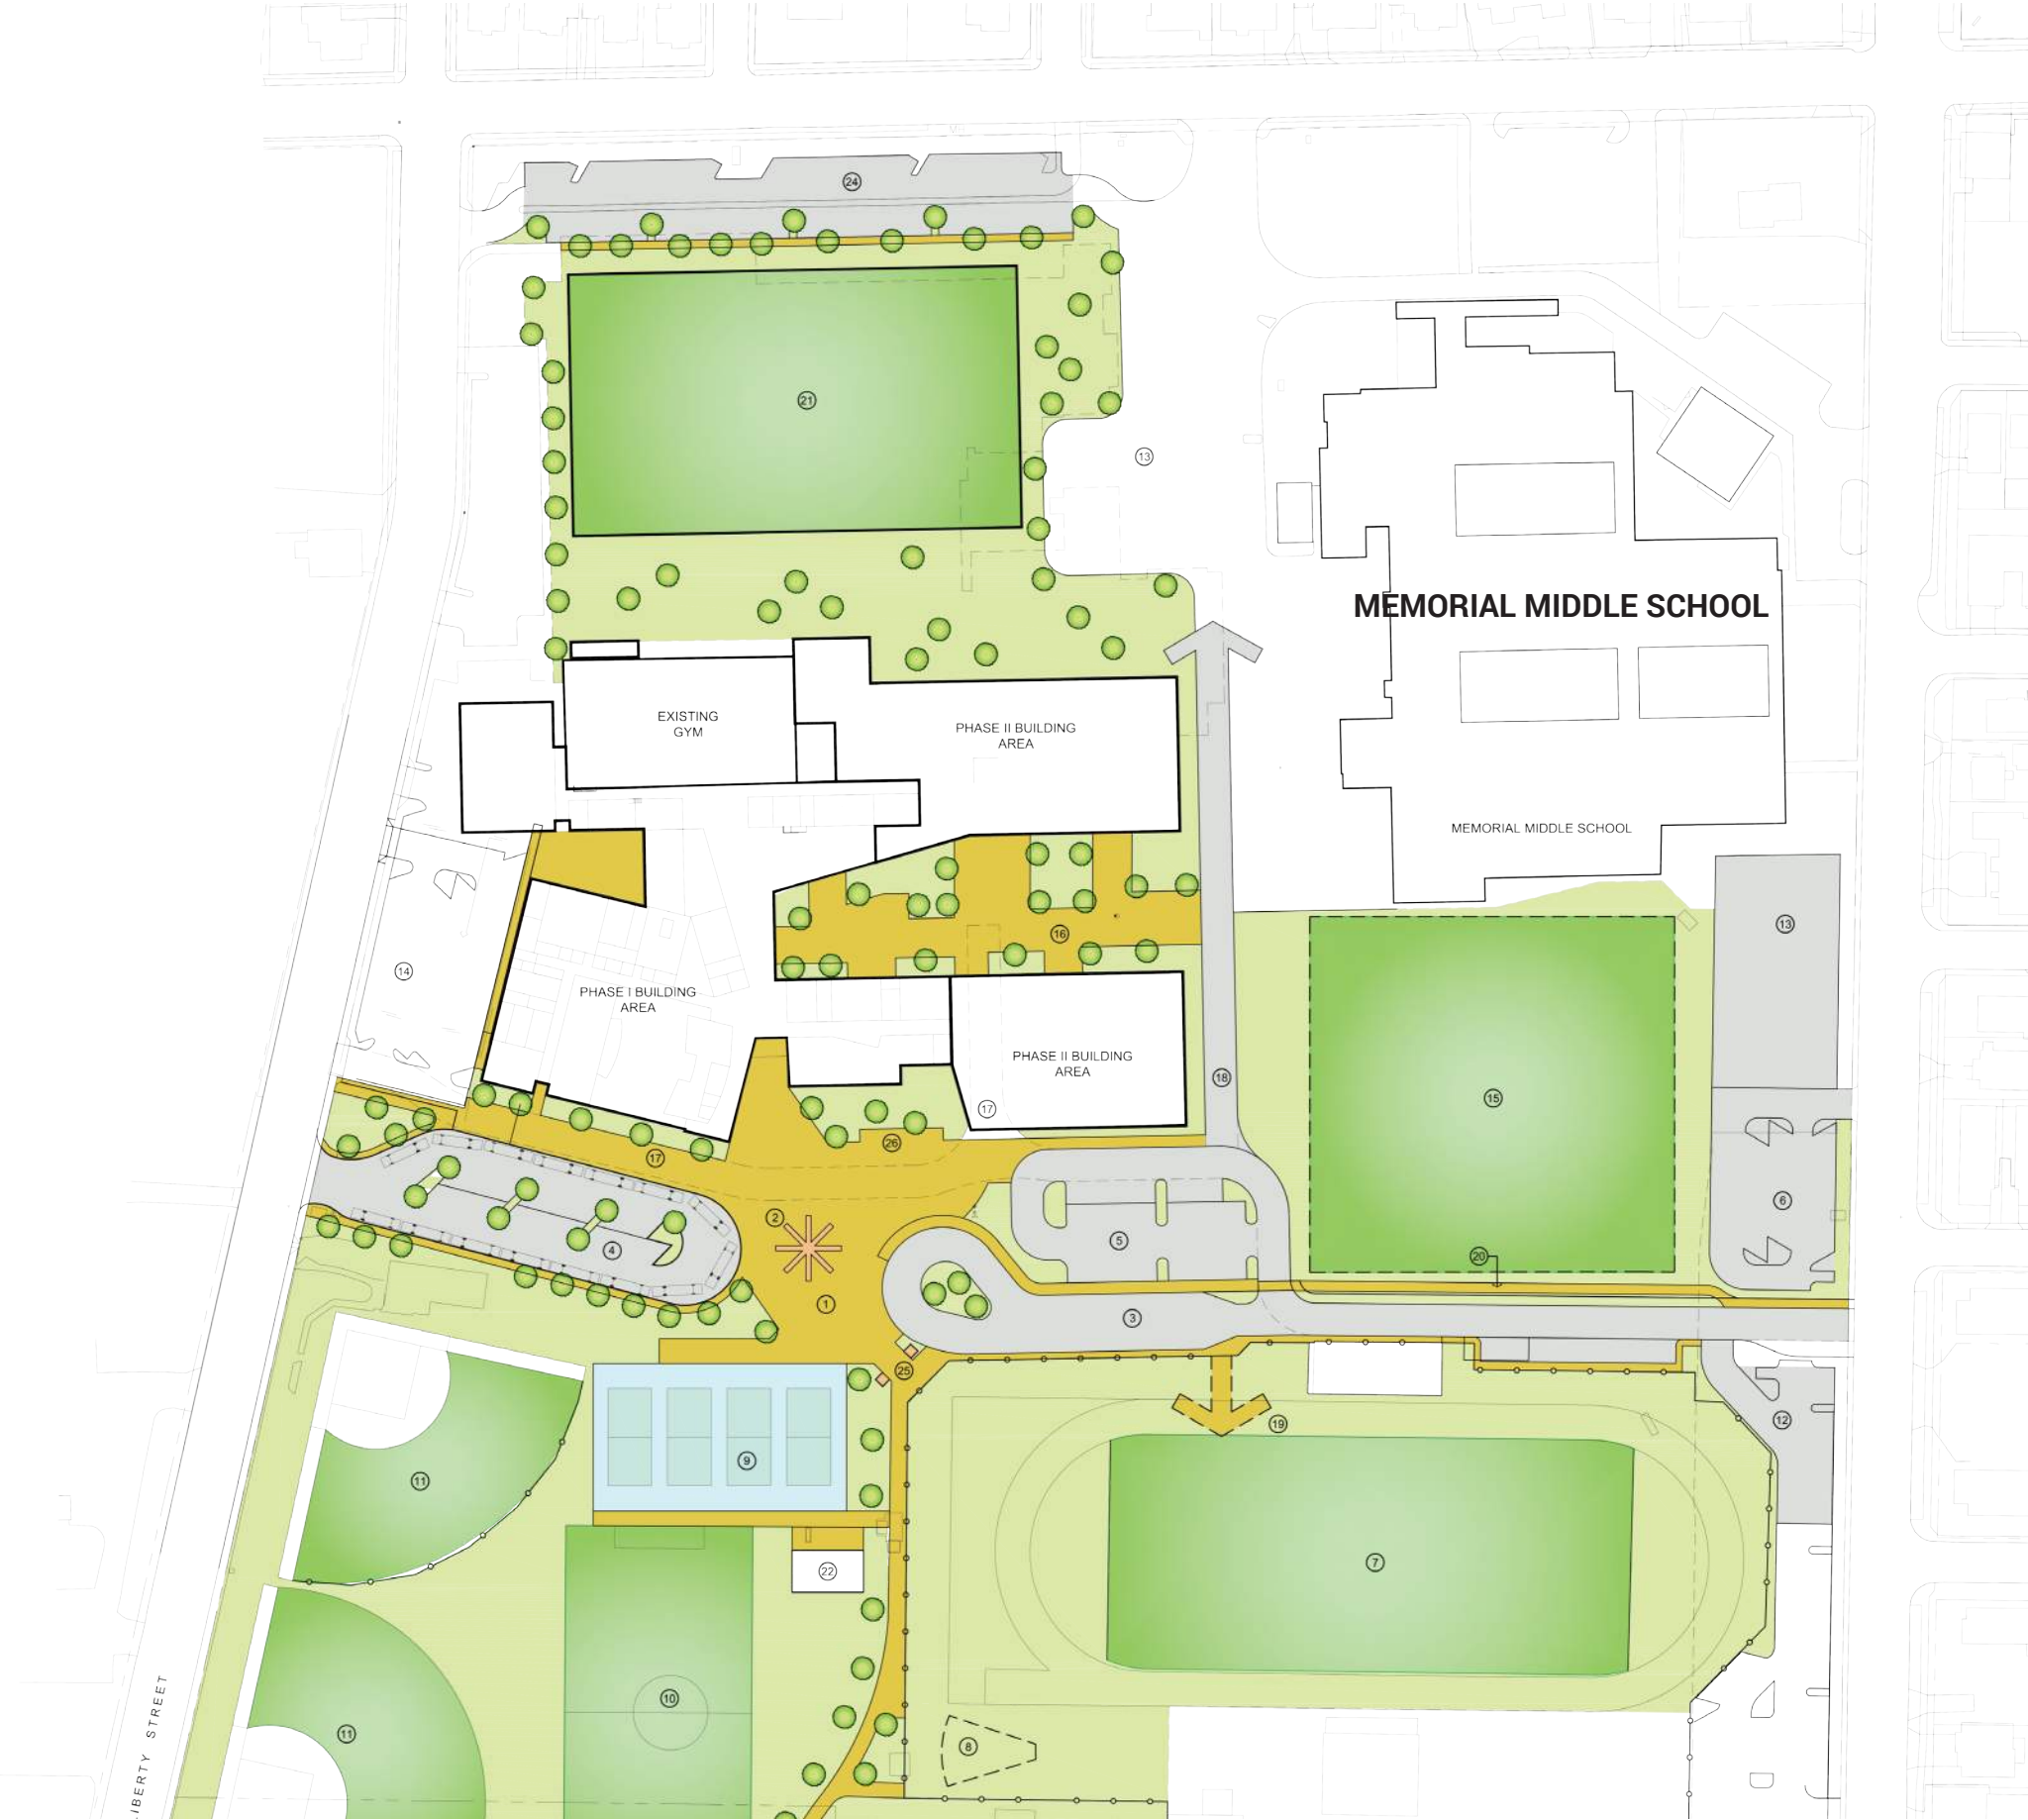 24
21
13
MEMORIAL MIDDLE SCHOOL
EXISTING
GYM
PHASE II BUILDING
AREA
MEMORIAL MIDDLE SCHOOL
13
16
14
PHASE I BUILDING
AREA
PHASE II BUILDING
AREA
18
15
17
26
17
6
2
5
4
20
1
3
25
19
12
9
11
7
22
10
11
8
STREET